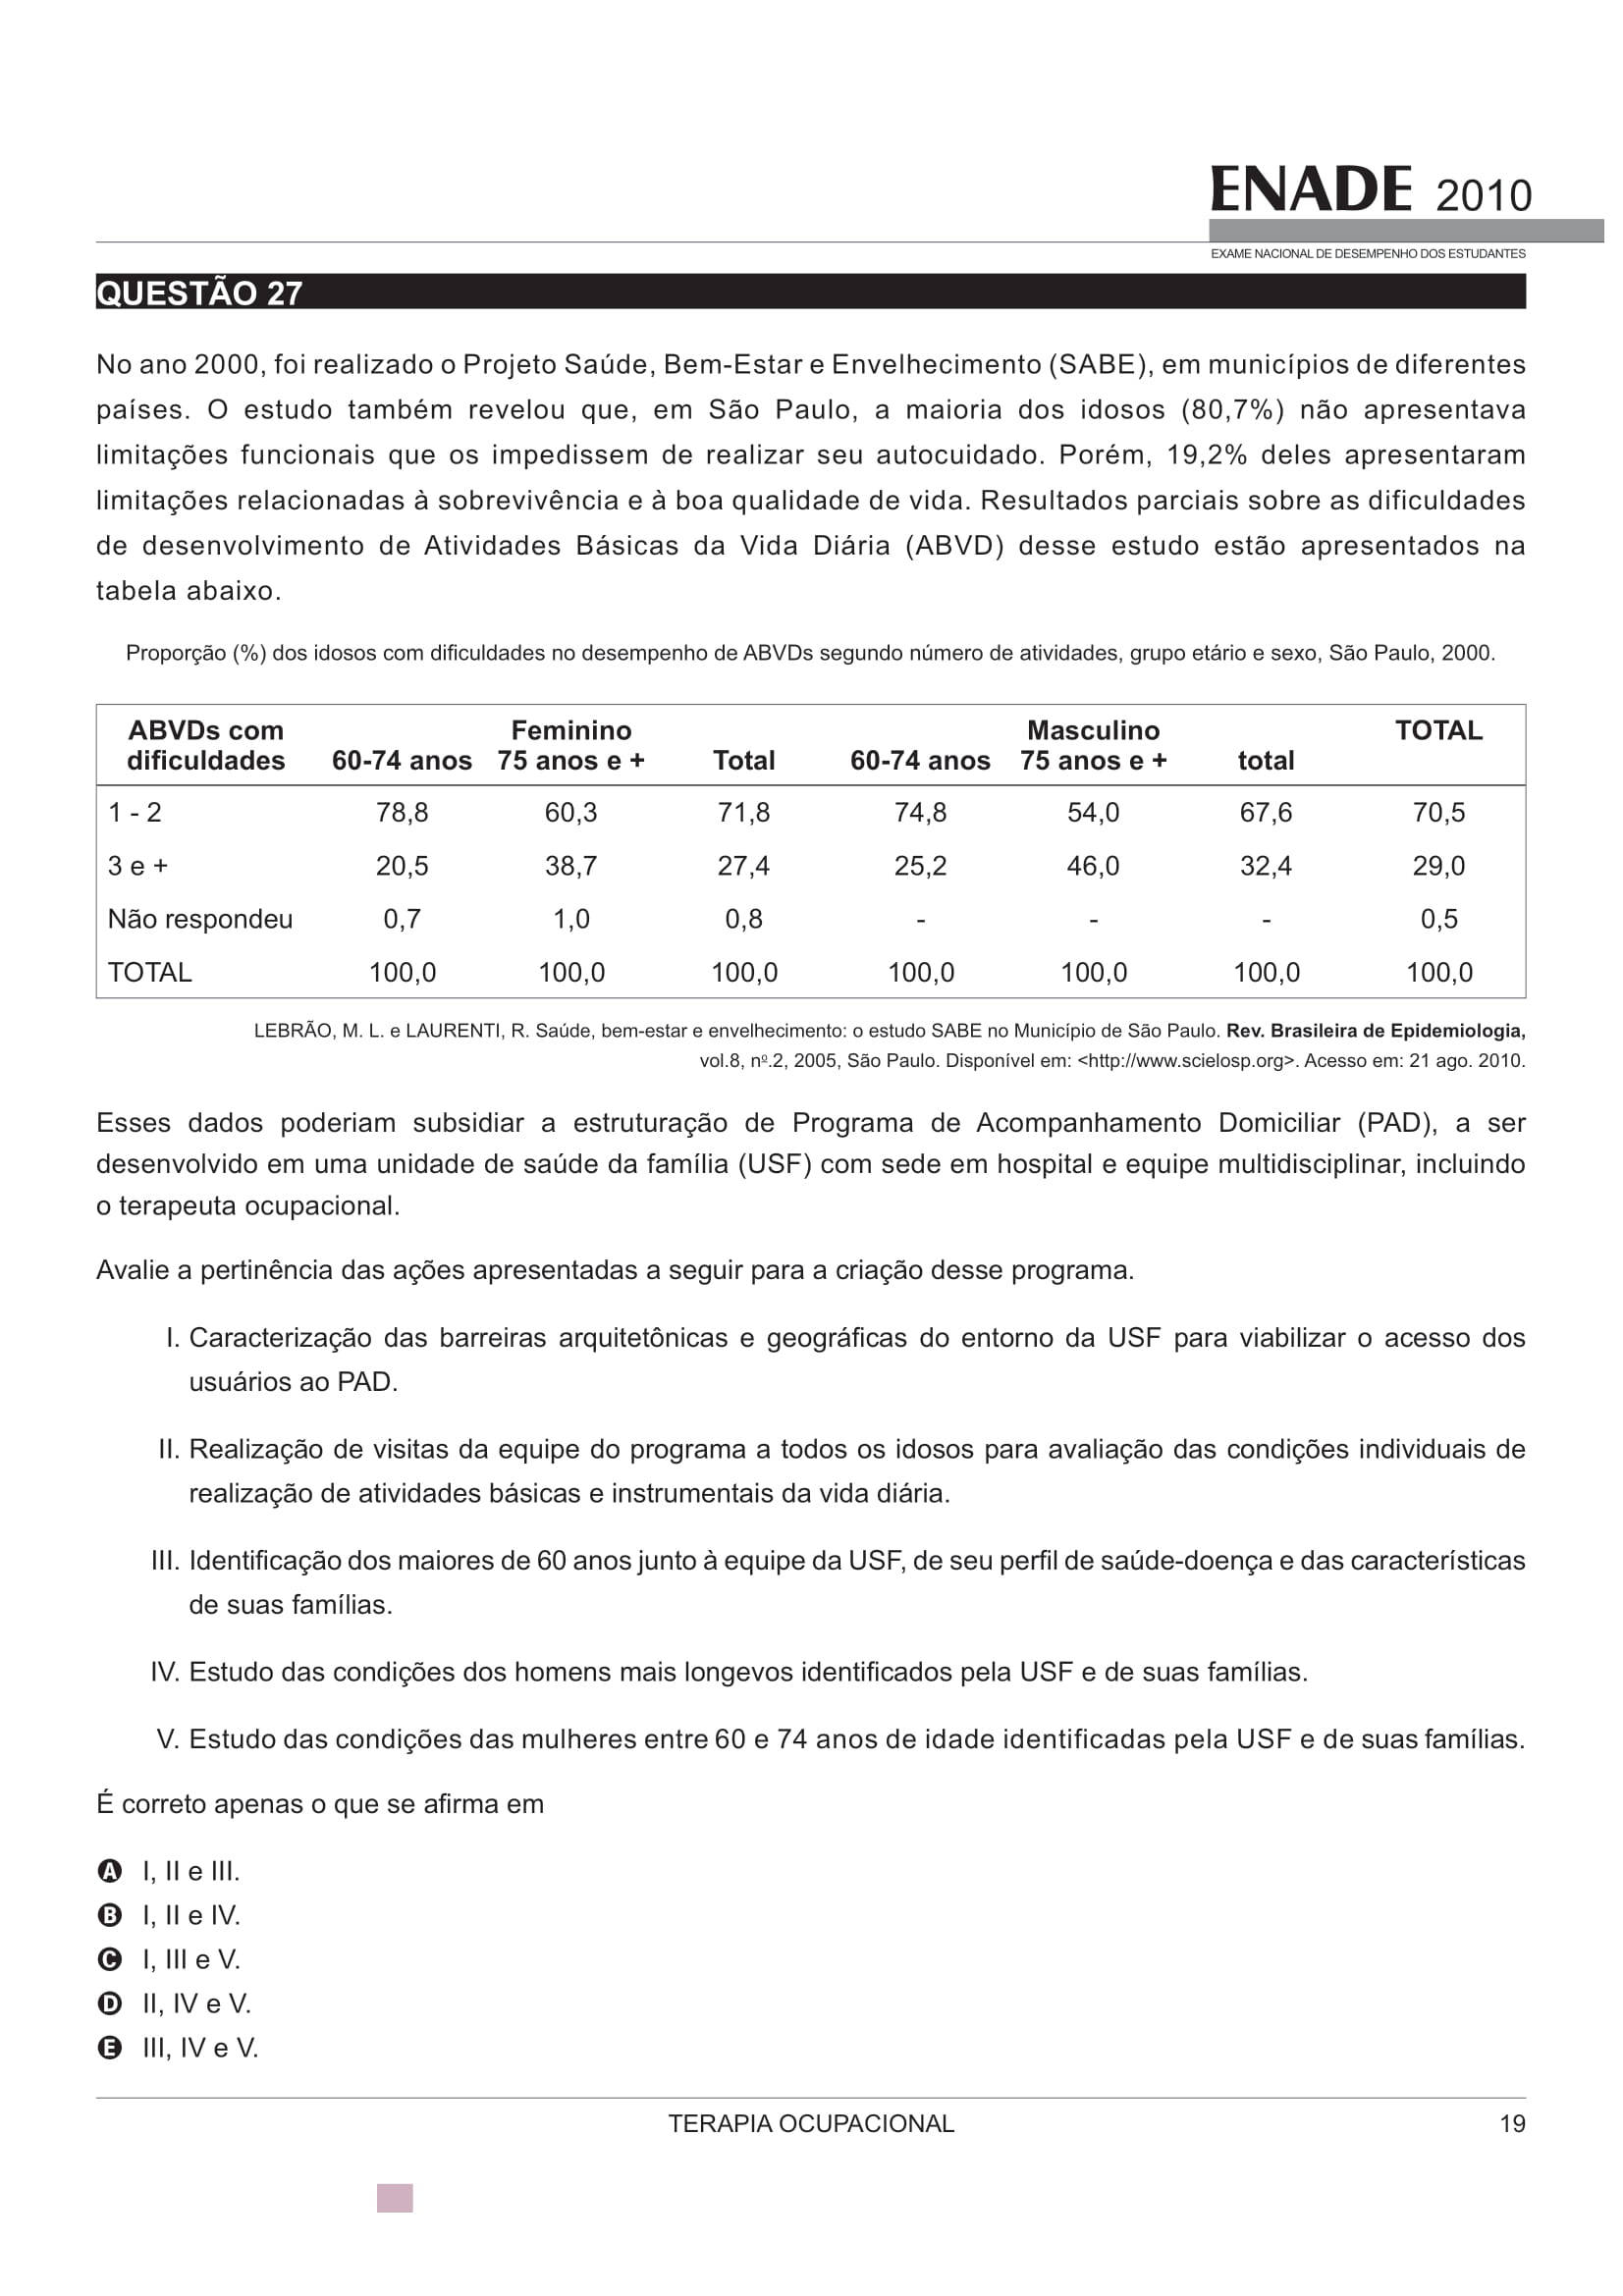 ENADE 2010
EXAME NACIONAL DE DESEMPENHO DOS ESTUDANTES
QUESTÃO 27
No ano 2000, foi realizado o Projeto Saúde, Bem-Estar e Envelhecimento (SABE), em municípios de diferentes
países. O estudo também revelou que, em São Paulo, a maioria dos idosos (80,7%) não apresentava
limitações funcionais que os impedissem de realizar seu autocuidado. Porém, 19,2% deles apresentaram
limitações relacionadas à sobrevivência e à boa qualidade de vida. Resultados parciais sobre as dificuldades
de desenvolvimento de Atividades Básicas da Vida Diária (ABVD) desse estudo estão apresentados na
tabela abaixo.
Proporção (%) dos idosos com dificuldades no desempenho de ABVDs segundo número de atividades, grupo etário e sexo, São Paulo, 2000.
ABVDs com Feminino Masculino TOTAL
dificuldades 60-74 anos 75 anos e + Total 60-74 anos 75 anos e + total
1 - 2 78,8 60,3 71,8 74,8 54,0 67,6 70,5
3 e + 20,5 38,7 27,4 25,2 46,0 32,4 29,0
Não respondeu 0,7 1,0 0,8 - - - 0,5
TOTAL 100,0 100,0 100,0 100,0 100,0 100,0 100,0
LEBRÃO, M. L. e LAURENTI, R. Saúde, bem-estar e envelhecimento: o estudo SABE no Município de São Paulo. Rev. Brasileira de Epidemiologia,
vol.8, nº.2, 2005, São Paulo. Disponível em: <http://www.scielosp.org>. Acesso em: 21 ago. 2010.
Esses dados poderiam subsidiar a estruturação de Programa de Acompanhamento Domiciliar (PAD), a ser
desenvolvido em uma unidade de saúde da família (USF) com sede em hospital e equipe multidisciplinar, incluindo
o terapeuta ocupacional.
Avalie a pertinência das ações apresentadas a seguir para a criação desse programa.
I. Caracterização das barreiras arquitetônicas e geográficas do entorno da USF para viabilizar o acesso dos
usuários ao PAD.
II. Realização de visitas da equipe do programa a todos os idosos para avaliação das condições individuais de
realização de atividades básicas e instrumentais da vida diária.
III. Identificação dos maiores de 60 anos junto à equipe da USF, de seu perfil de saúde-doença e das características
de suas famílias.
IV. Estudo das condições dos homens mais longevos identificados pela USF e de suas famílias.
V. Estudo das condições das mulheres entre 60 e 74 anos de idade identificadas pela USF e de suas famílias.
É correto apenas o que se afirma em
A I, II e III.
B I, II e IV.
C I, III e V.
D II, IV e V.
E III, IV e V.
TERAPIA OCUPACIONAL 19